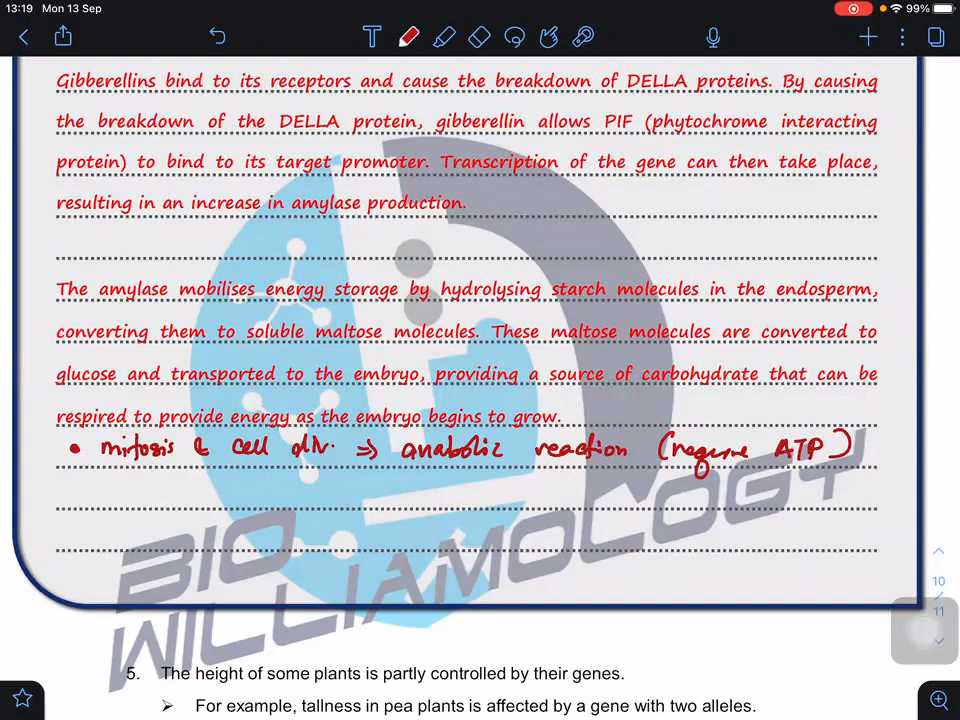 13:19 Mon 13 Sep 99%
Gibberellins bind to its receptors and cause the breakdown of DELLA proteins. By causing
the breakdown of the DELLA protein, gibberellin allows PIF (phytochrome interacting
protein) to bind to its target promoter. Transcription of the gene can then take place,
resulting in an increase in amylase production.
The amylase mobilises energy storage by hydrolysing starch molecules in the endosperm,
converting them to soluble maltose molecules. These maltose molecules are converted to
glucose and transported to the embryo, providing a source of carbohydrate that can be
respired to provide energy as the embryo begins to grow.
• mitosis & cell div. ⇒ anabolic reaction (require ATP)
BIO
WILLIAMOLOGY
10
/
11
5. The height of some plants is partly controlled by their genes.
➢ For example, tallness in pea plants is affected by a gene with two alleles.